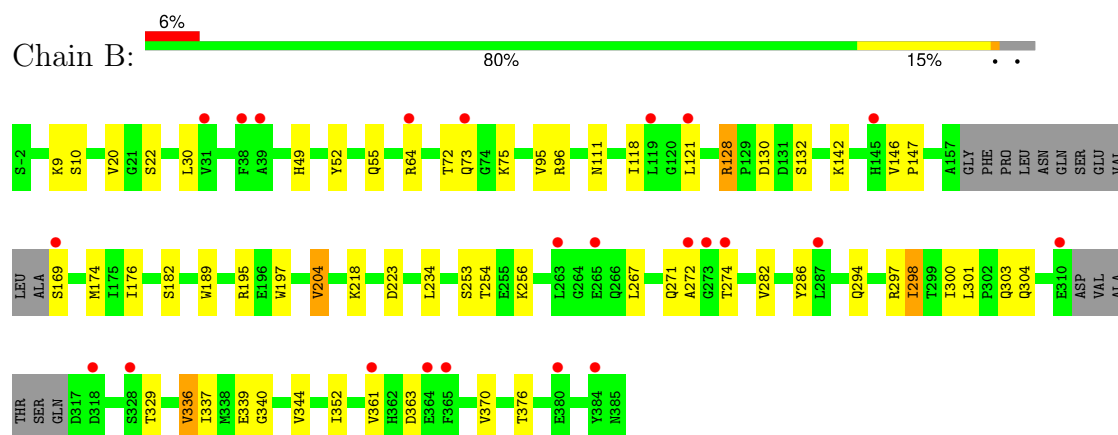 6%
Chain B:
80% 15% • •
S-2 K9 S10 V20 G21 S22 L30 V31 F38 A39 H49 Y52 Q55 R64 T72 Q73 G74 K75 V95 R96 N111 I118 L119 G120 L121 R128 P129 D130 D131 S132 K142 H145 V146 P147 A157 GLY PHE PRO LEU ASN GLN SER GLU VAL
LEU ALA S169 M174 I175 I176 S182 W189 R195 E196 W197 V204 K218 D223 L234 S253 T254 E255 K256 L263 G264 E265 Q266 L267 Q271 A272 G273 T274 V282 Y286 L287 Q294 R297 I298 T299 I300 L301 P302 Q303 Q304 E310 ASP VAL ALA
THR SER GLN D317 D318 S328 T329 V336 I337 M338 E339 G340 V344 I352 V361 H362 D363 E364 F365 V370 T376 E380 Y384 N385